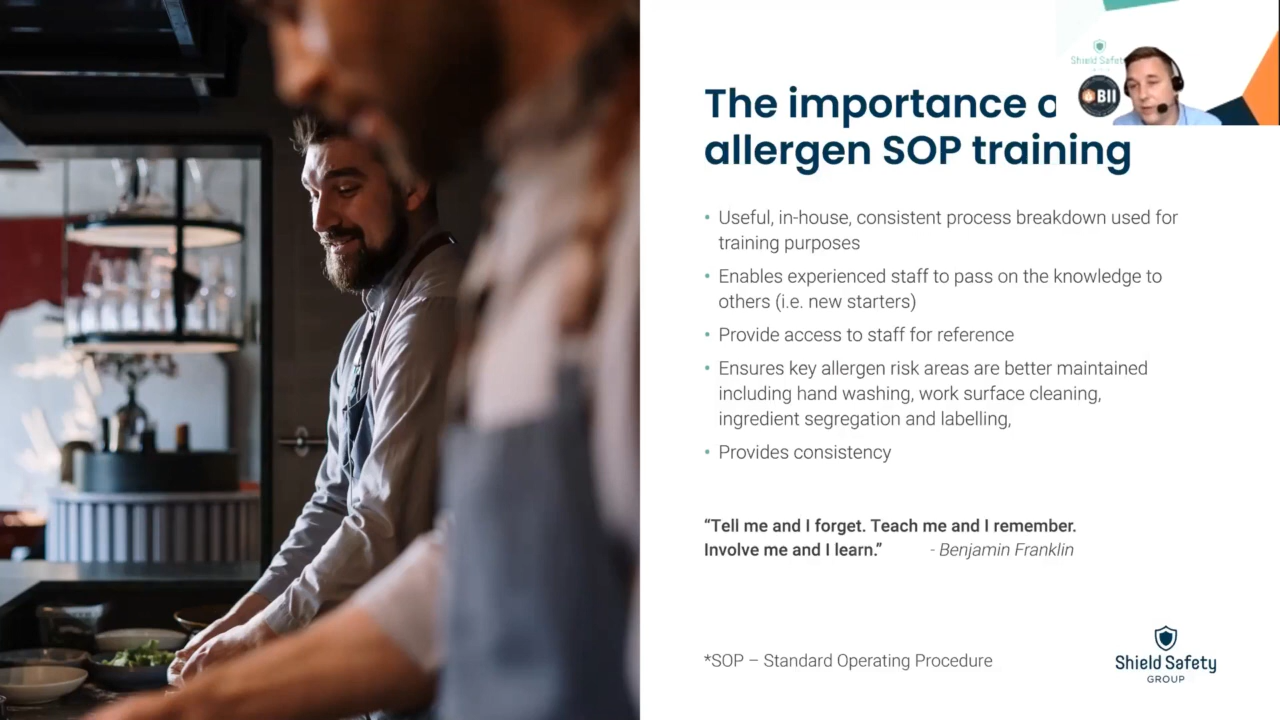 Shield Safet
BII
The importance o
allergen SOP training
• Useful, in-house, consistent process breakdown used for
training purposes
• Enables experienced staff to pass on the knowledge to
others (i.e. new starters)
• Provide access to staff for reference
• Ensures key allergen risk areas are better maintained
including hand washing, work surface cleaning,
ingredient segregation and labelling,
• Provides consistency
“Tell me and I forget. Teach me and I remember.
Involve me and I learn.” - Benjamin Franklin
*SOP – Standard Operating Procedure
Shield Safety
GROUP